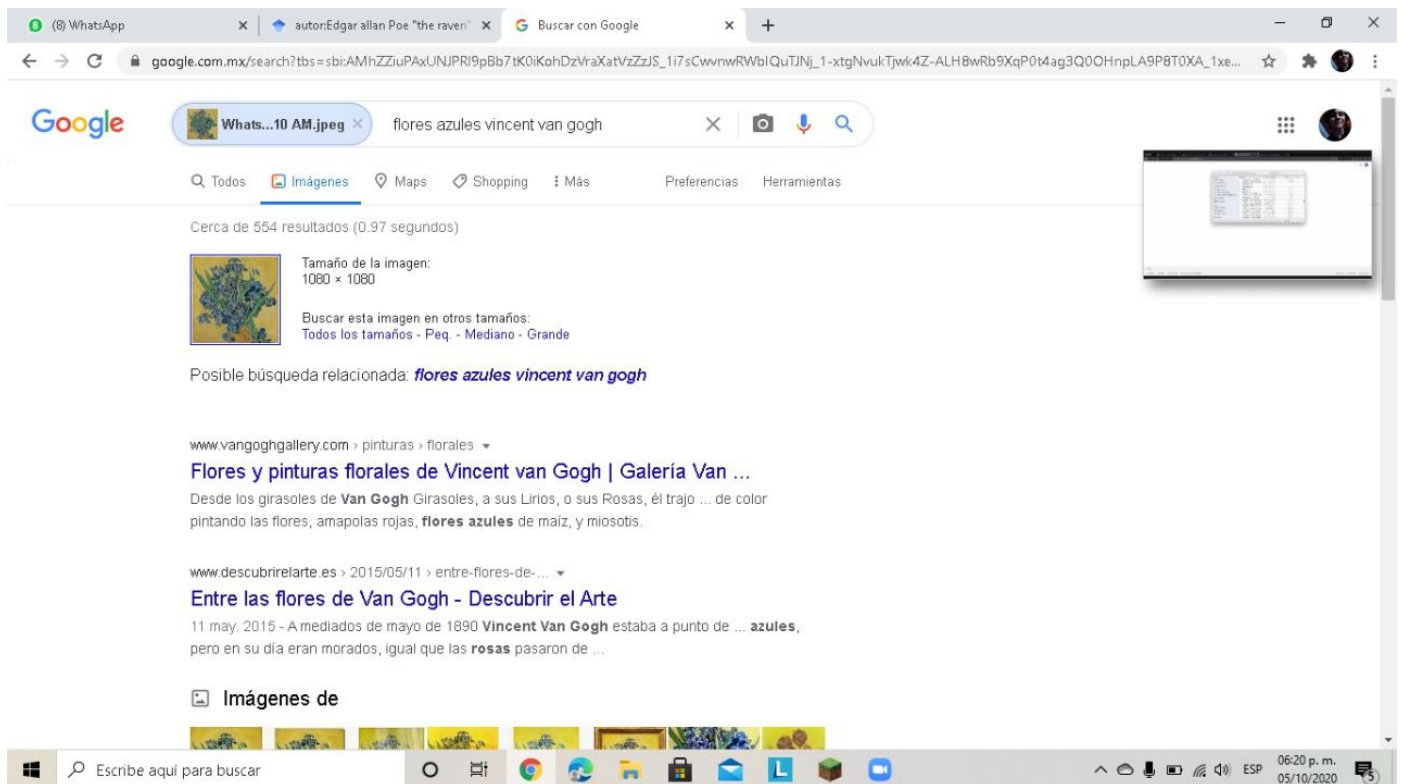 (8) WhatsApp
autor:Edgar allan Poe "the raven"
Buscar con Google
google.com.mx/search?tbs=sbi:AMhZZiuPAxUNJPRI9pBb7tK0iKohDzVraXatVzZzJS_1i7sCwvnwRWbIQuTJNj_1-xtgNvukTjwk4Z-ALH8wRb9XqP0t4ag3Q0OHnpLA9P8T0XA_1xe...
Google
Whats...10 AM.jpeg
flores azules vincent van gogh
Todos
Imágenes
Maps
Shopping
Más
Preferencias
Herramientas
Cerca de 554 resultados (0.97 segundos)
Tamaño de la imagen:
1080 × 1080
Buscar esta imagen en otros tamaños:
Todos los tamaños - Peq. - Mediano - Grande
Posible búsqueda relacionada: flores azules vincent van gogh
www.vangoghgallery.com › pinturas › florales
Flores y pinturas florales de Vincent van Gogh | Galería Van ...
Desde los girasoles de Van Gogh Girasoles, a sus Lirios, o sus Rosas, él trajo ... de color
pintando las flores, amapolas rojas, flores azules de maíz, y miosotis.
www.descubrirelarte.es › 2015/05/11 › entre-flores-de-...
Entre las flores de Van Gogh - Descubrir el Arte
11 may. 2015 - A mediados de mayo de 1890 Vincent Van Gogh estaba a punto de ... azules,
pero en su día eran morados, igual que las rosas pasaron de ...
Imágenes de
Escribe aquí para buscar
L
ESP
06:20 p. m.
05/10/2020
5